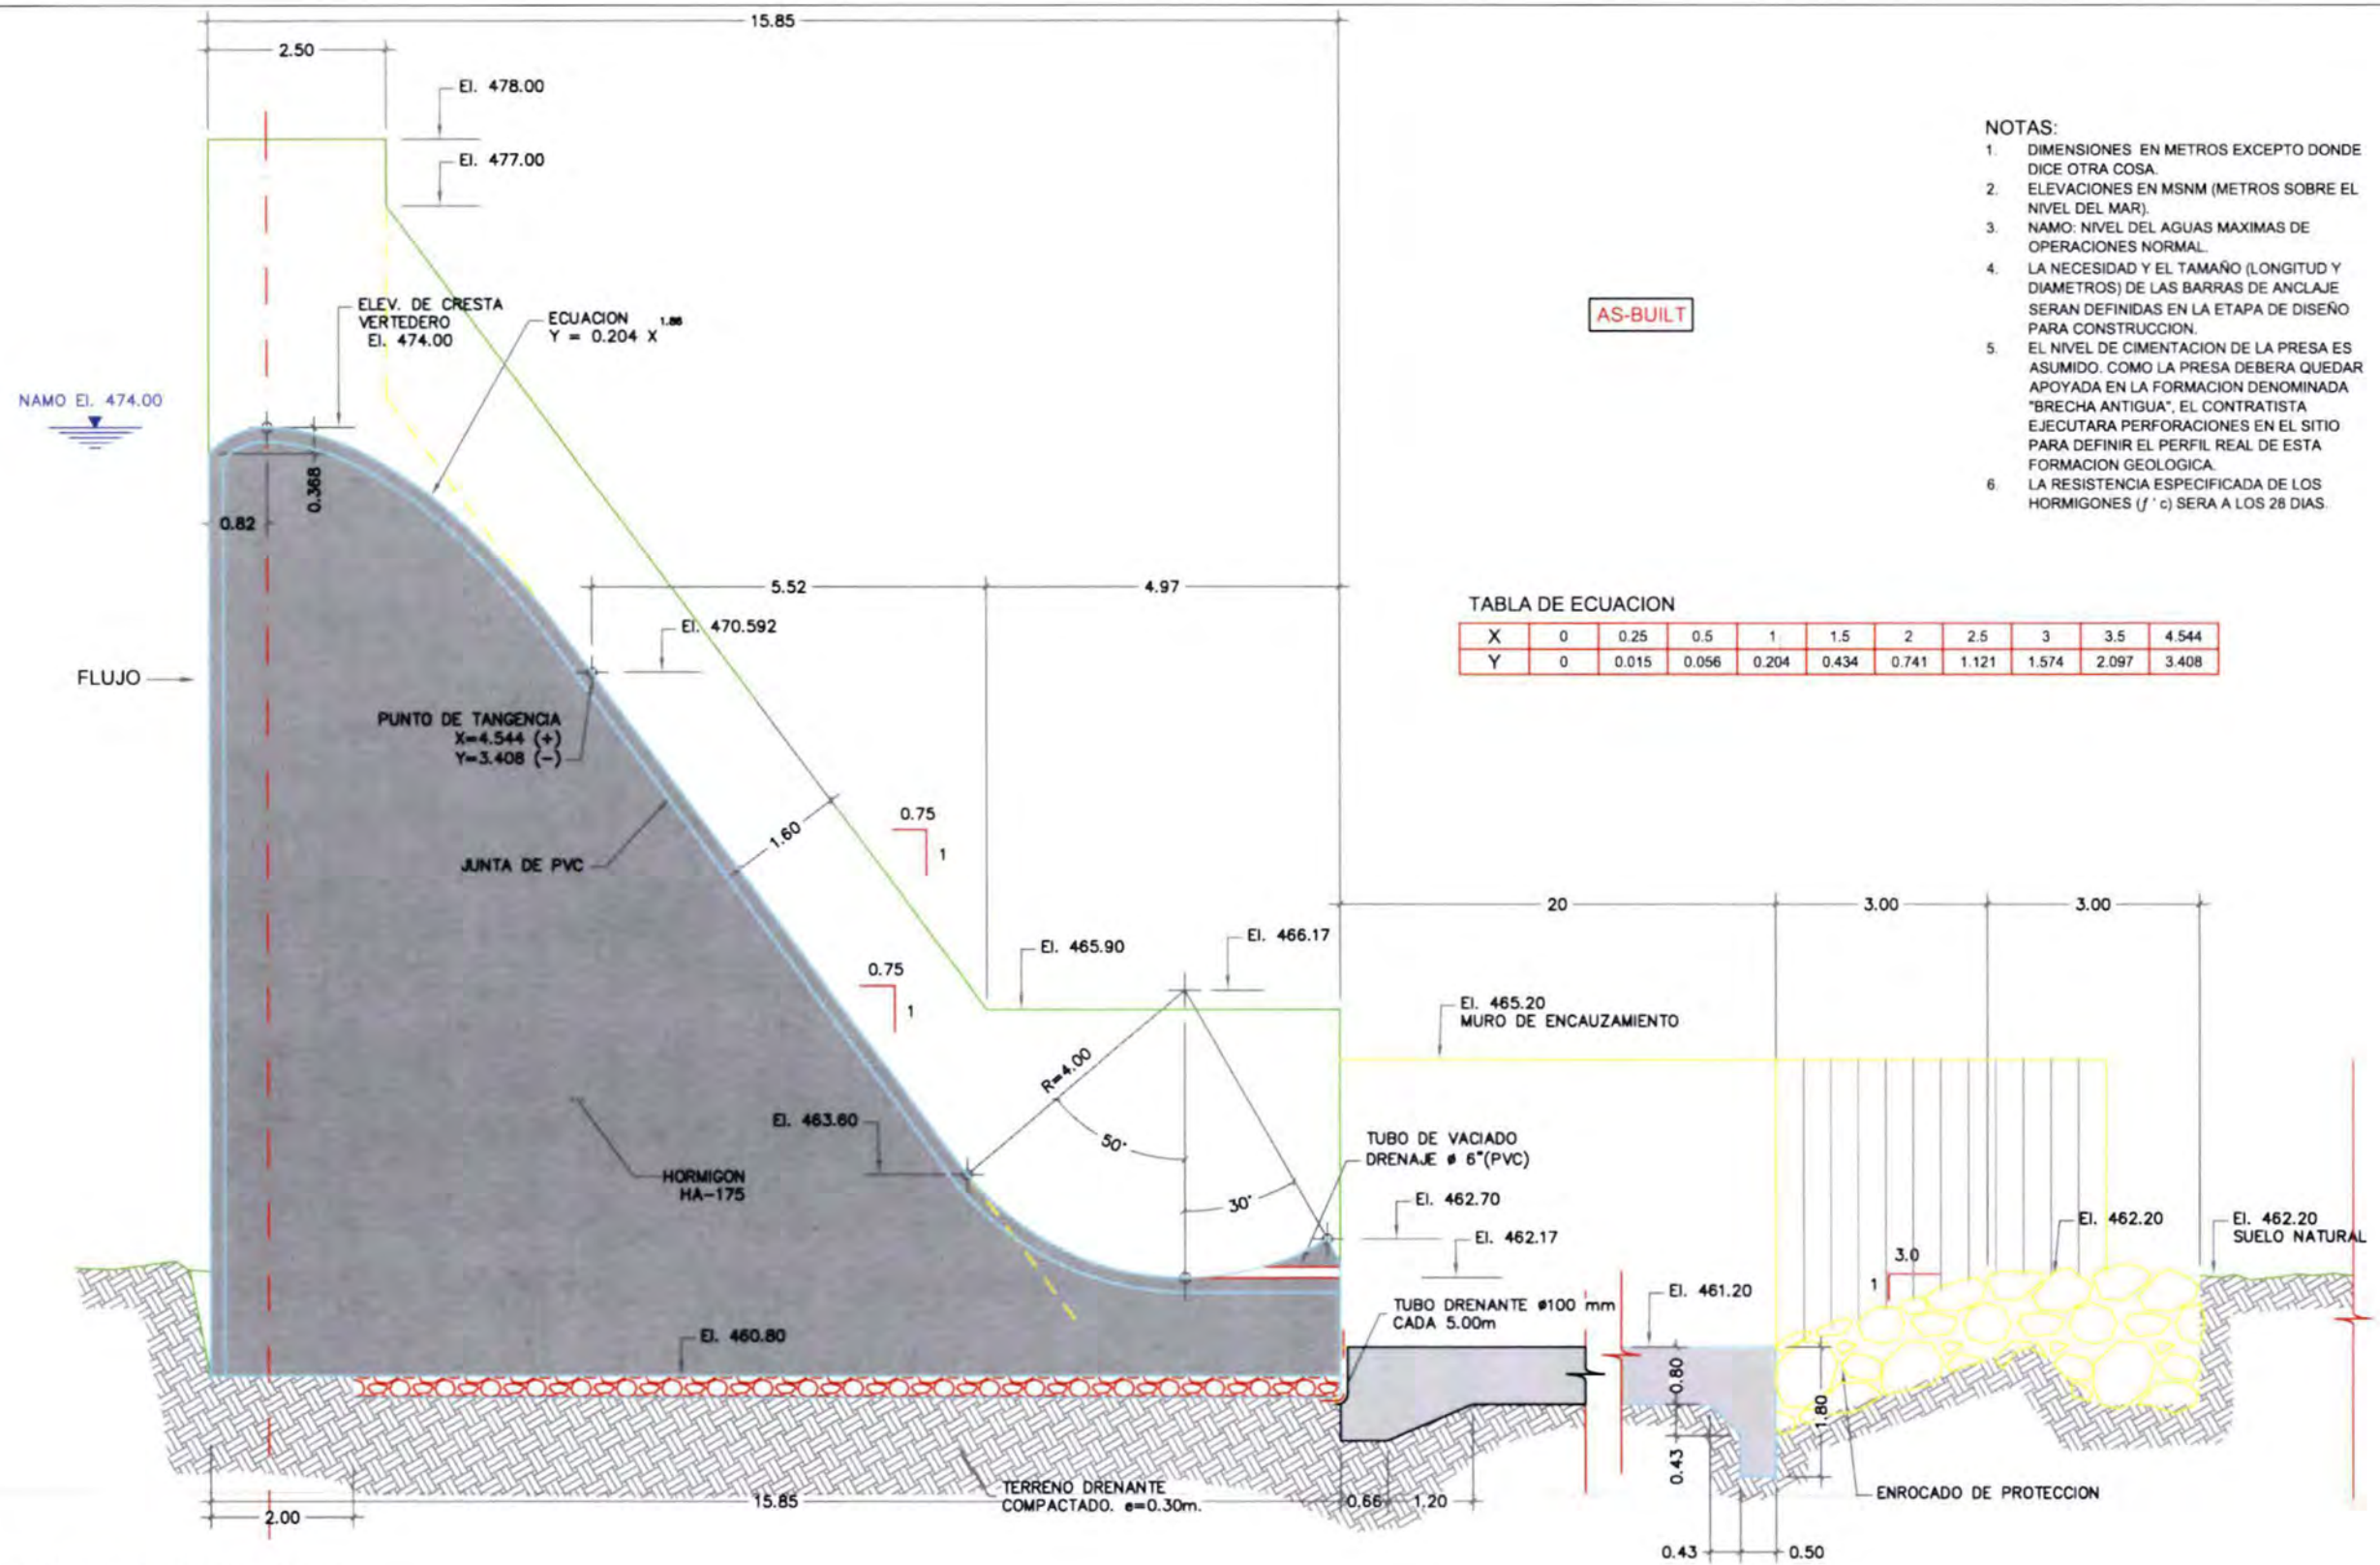 15.85
2.50
El. 478.00
El. 477.00
ELEV. DE CRESTA
VERTEDERO
El. 474.00
ECUACION
Y = 0.204 X 1.86
NAMO El. 474.00
0.368
0.82
5.52
4.97
El. 470.592
FLUJO
PUNTO DE TANGENCIA
X=4.544 (+)
Y=3.408 (-)
JUNTA DE PVC
1.60
0.75
1
0.75
1
El. 465.90
El. 466.17
R=4.00
50°
30°
El. 463.60
HORMIGON
HA-175
El. 460.80
TERRENO DRENANTE
COMPACTADO. e=0.30m.
15.85
2.00
AS-BUILT
NOTAS:
1. DIMENSIONES EN METROS EXCEPTO DONDE
DICE OTRA COSA.
2. ELEVACIONES EN MSNM (METROS SOBRE EL
NIVEL DEL MAR).
3. NAMO: NIVEL DEL AGUAS MAXIMAS DE
OPERACIONES NORMAL.
4. LA NECESIDAD Y EL TAMAÑO (LONGITUD Y
DIAMETROS) DE LAS BARRAS DE ANCLAJE
SERAN DEFINIDAS EN LA ETAPA DE DISEÑO
PARA CONSTRUCCION.
5. EL NIVEL DE CIMENTACION DE LA PRESA ES
ASUMIDO. COMO LA PRESA DEBERA QUEDAR
APOYADA EN LA FORMACION DENOMINADA
"BRECHA ANTIGUA", EL CONTRATISTA
EJECUTARA PERFORACIONES EN EL SITIO
PARA DEFINIR EL PERFIL REAL DE ESTA
FORMACION GEOLOGICA.
6. LA RESISTENCIA ESPECIFICADA DE LOS
HORMIGONES (ƒ ' c) SERA A LOS 28 DIAS.
TABLA DE ECUACION
X 0 0.25 0.5 1 1.5 2 2.5 3 3.5 4.544
Y 0 0.015 0.056 0.204 0.434 0.741 1.121 1.574 2.097 3.408
20
3.00
3.00
El. 465.20
MURO DE ENCAUZAMIENTO
TUBO DE VACIADO
DRENAJE ø 6"(PVC)
El. 462.70
El. 462.17
TUBO DRENANTE ø100 mm
CADA 5.00m
El. 461.20
3.0
1
El. 462.20
El. 462.20
SUELO NATURAL
0.80
1.80
0.43
0.66
1.20
ENROCADO DE PROTECCION
0.43
0.50